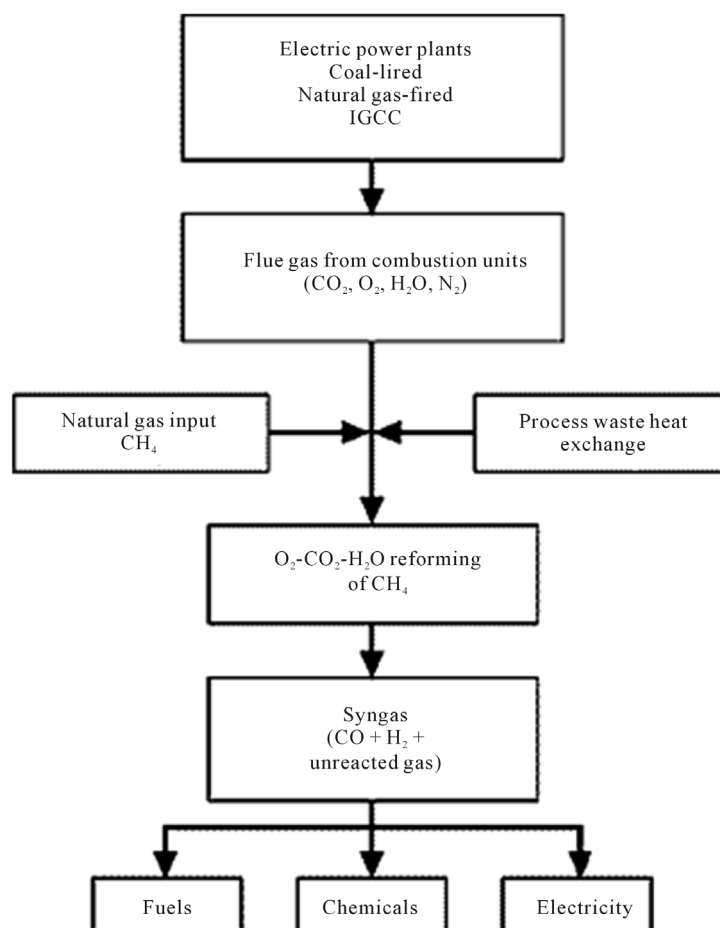 Electric power plants
Coal-lired
Natural gas-fired
IGCC
Flue gas from combustion units
(CO₂, O₂, H₂O, N₂)
Natural gas input
CH₄
Process waste heat
exchange
O₂-CO₂-H₂O reforming
of CH₄
Syngas
(CO + H₂ +
unreacted gas)
Fuels
Chemicals
Electricity